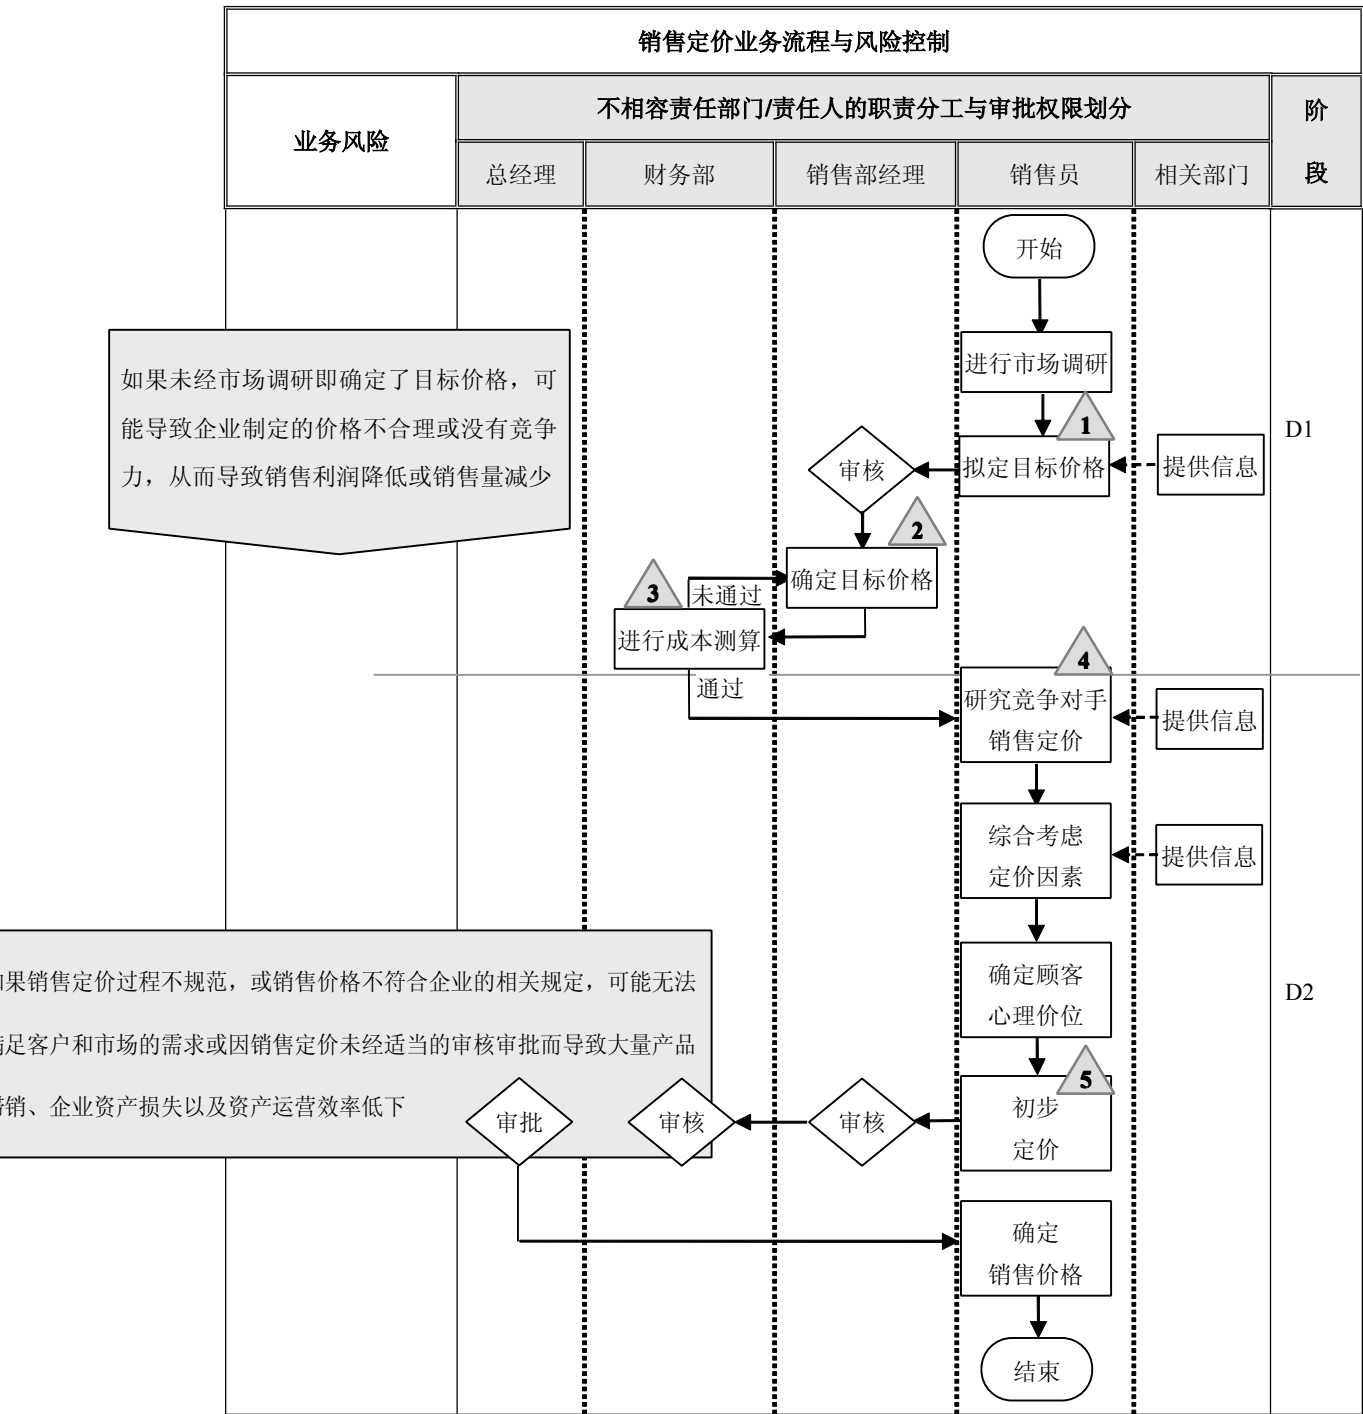 销售定价业务流程与风险控制
不相容责任部门/责任人的职责分工与审批权限划分
业务风险
阶
段
总经理
财务部
销售部经理
销售员
相关部门
开始
进行市场调研
如果未经市场调研即确定了目标价格，可
能导致企业制定的价格不合理或没有竞争
力，从而导致销售利润降低或销售量减少
1
D1
审核
拟定目标价格
提供信息
2
确定目标价格
3
未通过
进行成本测算
通过
4
研究竞争对手
销售定价
提供信息
综合考虑
定价因素
提供信息
如果销售定价过程不规范，或销售价格不符合企业的相关规定，可能无法
满足客户和市场的需求或因销售定价未经适当的审核审批而导致大量产品
滞销、企业资产损失以及资产运营效率低下
确定顾客
心理价位
D2
5
审批
审核
审核
初步
定价
确定
销售价格
结束